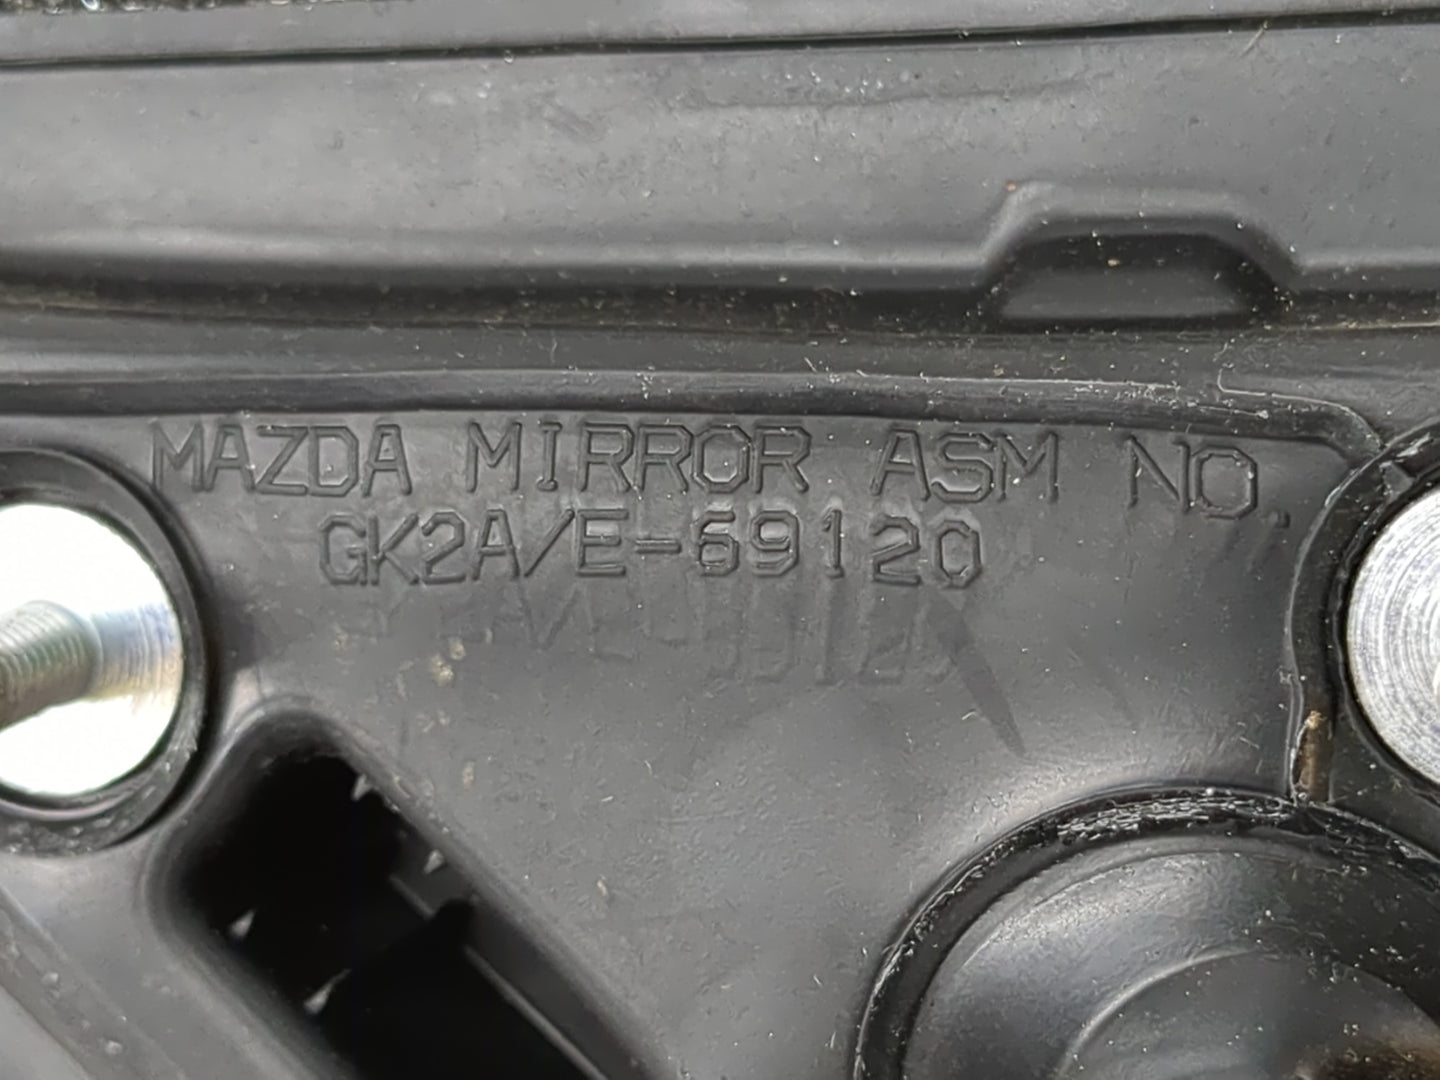 MAZDA MIRROR ASM NO.
GK2A/E-69120